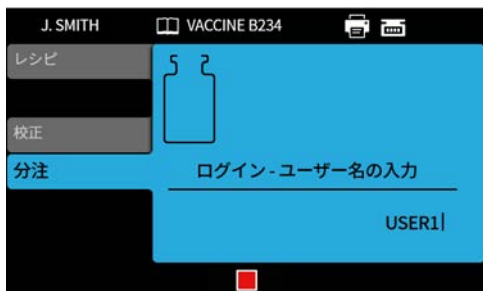 J. SMITH VACCINE B234
レシピ
校正
分注
ログイン - ユーザー名の入力
USER1